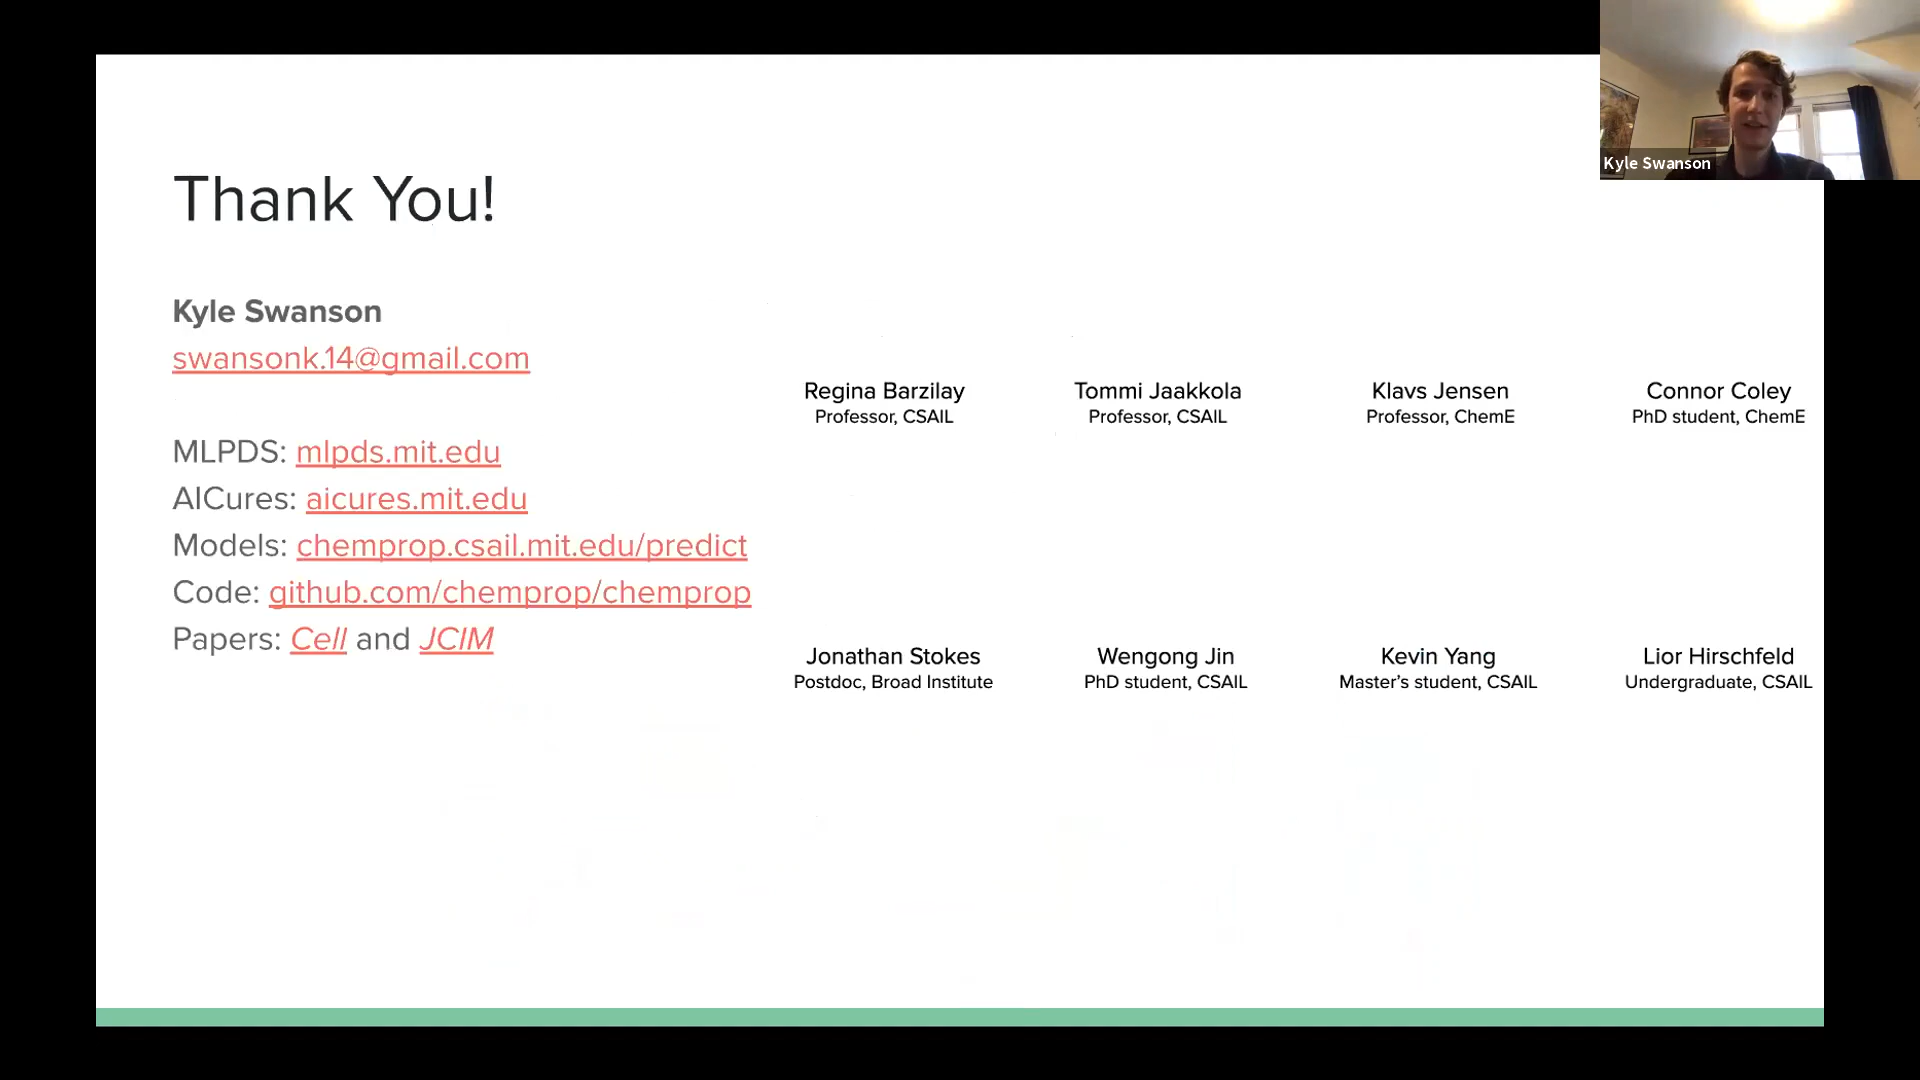 Kyle Swanson
Thank You!
Kyle Swanson
swansonk.14@gmail.com
MLPDS: mlpds.mit.edu
AICures: aicures.mit.edu
Models: chemprop.csail.mit.edu/predict
Code: github.com/chemprop/chemprop
Papers: Cell and JCIM
Regina Barzilay
Professor, CSAIL
Tommi Jaakkola
Professor, CSAIL
Klavs Jensen
Professor, ChemE
Connor Coley
PhD student, ChemE
Jonathan Stokes
Postdoc, Broad Institute
Wengong Jin
PhD student, CSAIL
Kevin Yang
Master's student, CSAIL
Lior Hirschfeld
Undergraduate, CSAIL